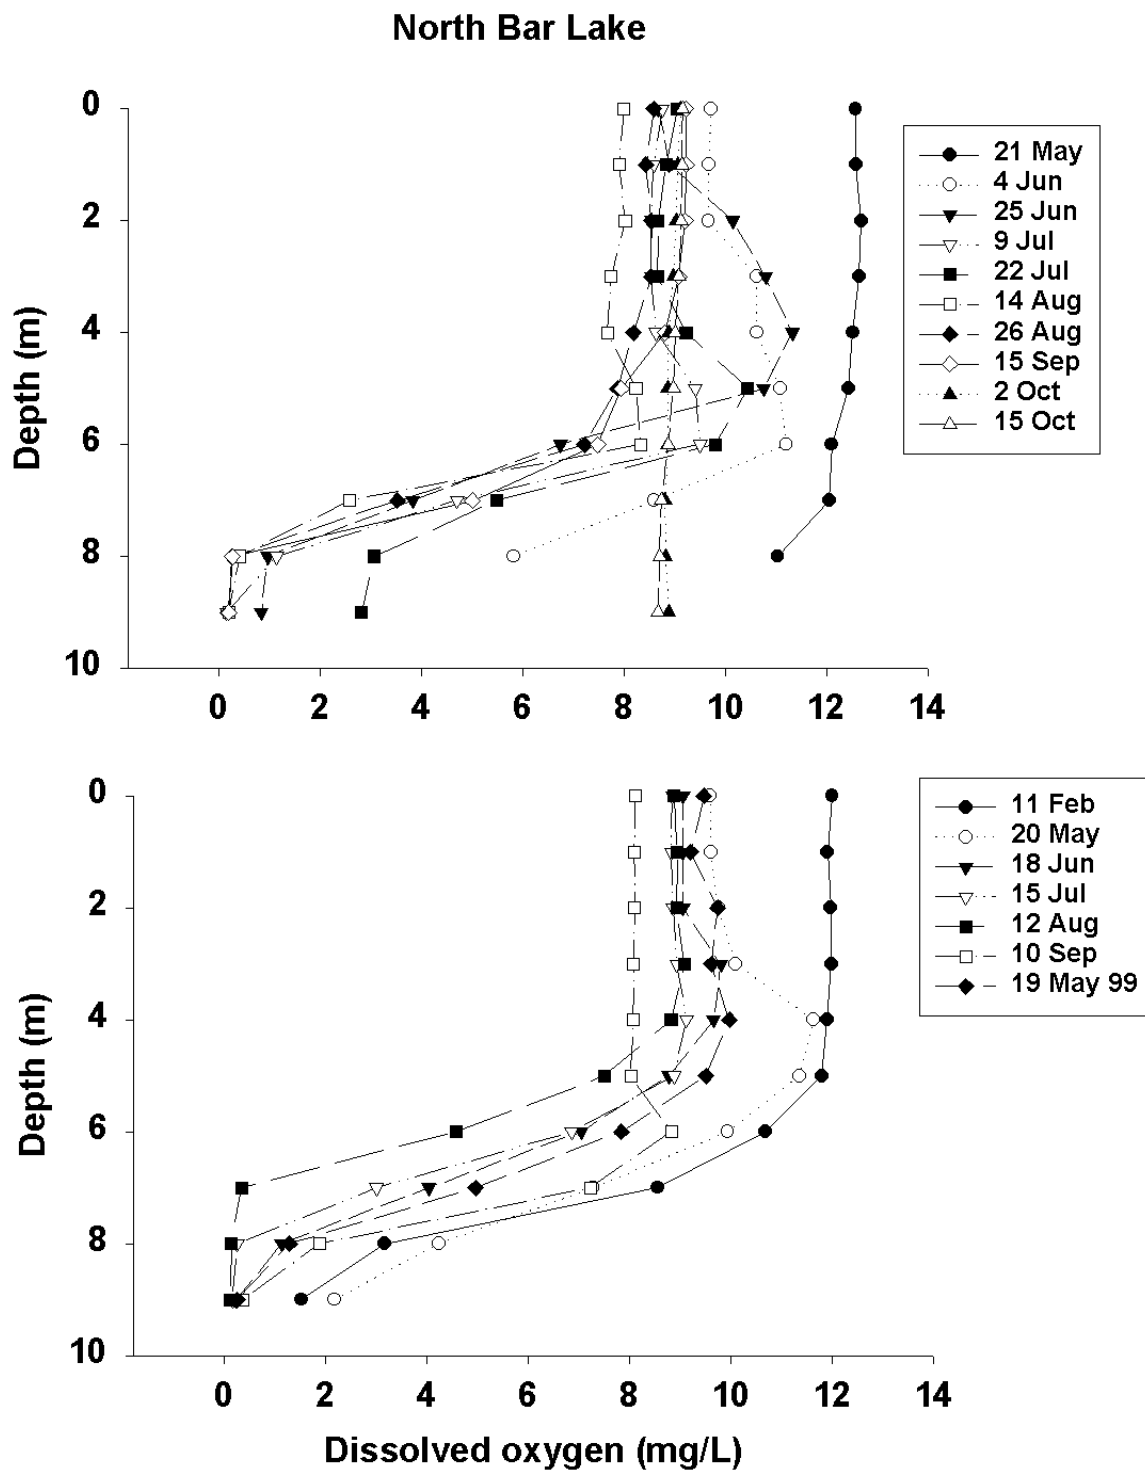 North Bar Lake
0
2
4
6
8
10
Depth (m)
0 2 4 6 8 10 12 14
21 May
4 Jun
25 Jun
9 Jul
22 Jul
14 Aug
26 Aug
15 Sep
2 Oct
15 Oct
0
2
4
6
8
10
Depth (m)
0 2 4 6 8 10 12 14
Dissolved oxygen (mg/L)
11 Feb
20 May
18 Jun
15 Jul
12 Aug
10 Sep
19 May 99